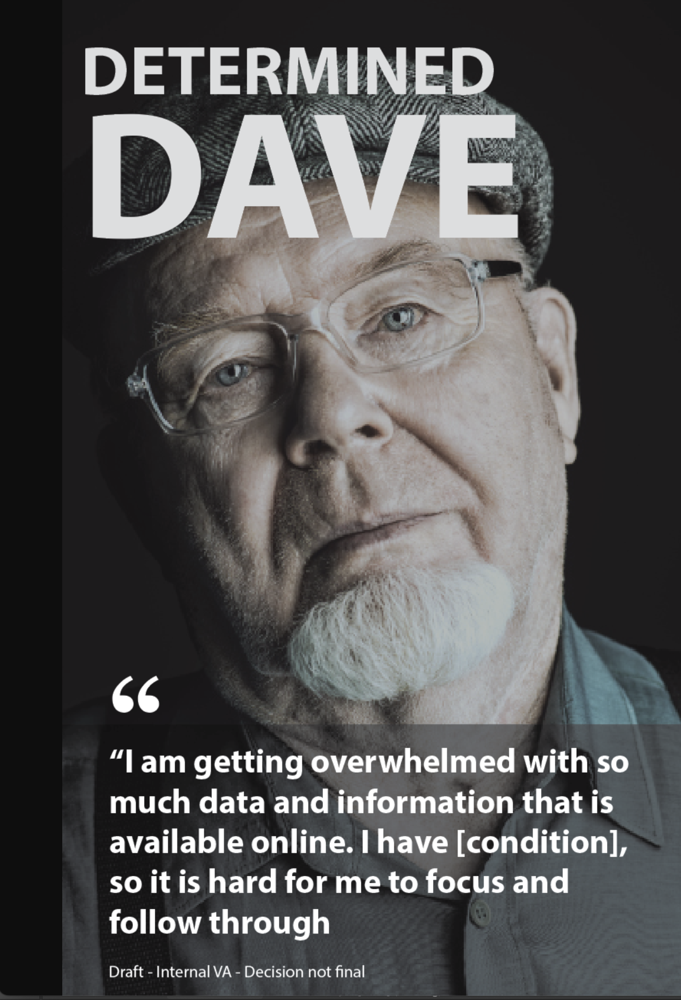 DETERMINED
DAVE
“
“I am getting overwhelmed with so
much data and information that is
available online. I have [condition],
so it is hard for me to focus and
follow through
Draft - Internal VA - Decision not final